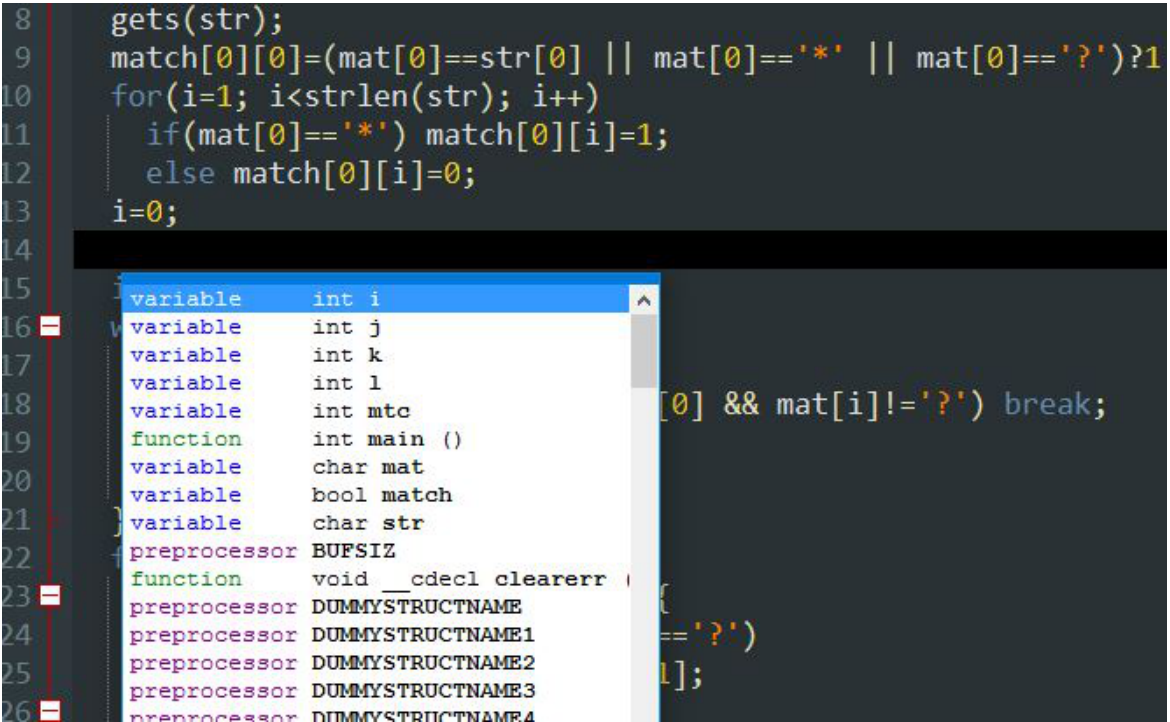 8 gets(str);
9 match[0][0]=(mat[0]==str[0] || mat[0]=='*' || mat[0]=='?')?1
10 for(i=1; i<strlen(str); i++)
11 if(mat[0]=='*') match[0][i]=1;
12 else match[0][i]=0;
13 i=0;
14
15 i
variable int i
16 w
variable int j
variable int k
17
variable int l
18 [0] && mat[i]!='?') break;
variable int mtc
19
function int main ()
variable char mat
20
variable bool match
21 }
variable char str
22 f
preprocessor BUFSIZ
function void __cdecl clearerr (
23 {
preprocessor DUMMYSTRUCTNAME
24 =='?')
preprocessor DUMMYSTRUCTNAME1
preprocessor DUMMYSTRUCTNAME2
25 1];
preprocessor DUMMYSTRUCTNAME3
26
preprocessor DUMMYSTRUCTNAME4